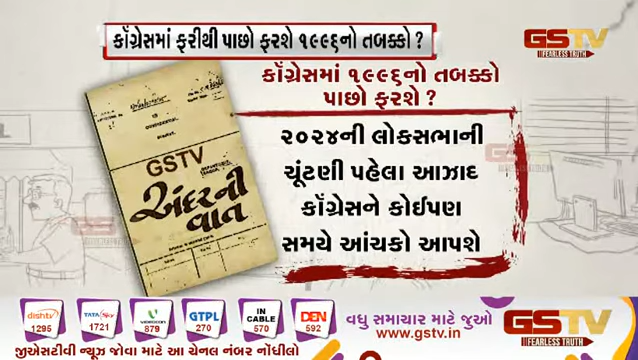 કોંગ્રેસમાં ફરીથી પાછો ફરશે ૧૯૯૬નો તબક્કો ?
GSTV
FEARLESS TRUTH
કોંગ્રેસમાં ૧૯૯૬નો તબક્કો
પાછો ફરશે ?
૨૦૨૪ની લોકસભાની
ચૂંટણી પહેલા આઝાદ
કોંગ્રેસને કોઈપણ
સમયે આંચકો આપશે
GSTV
અંદરની
વાત
dishtv
1295
TATA Sky
1721
videocon
879
GTPL
270
IN CABLE
570
DEN
592
વધુ સમાચાર માટે જુઓ
www.gstv.in
GSTV
FEARLESS TRUTH
જીએસટીવી ન્યૂઝ જોવા માટે આ ચેનલ નંબર નોંધીલો